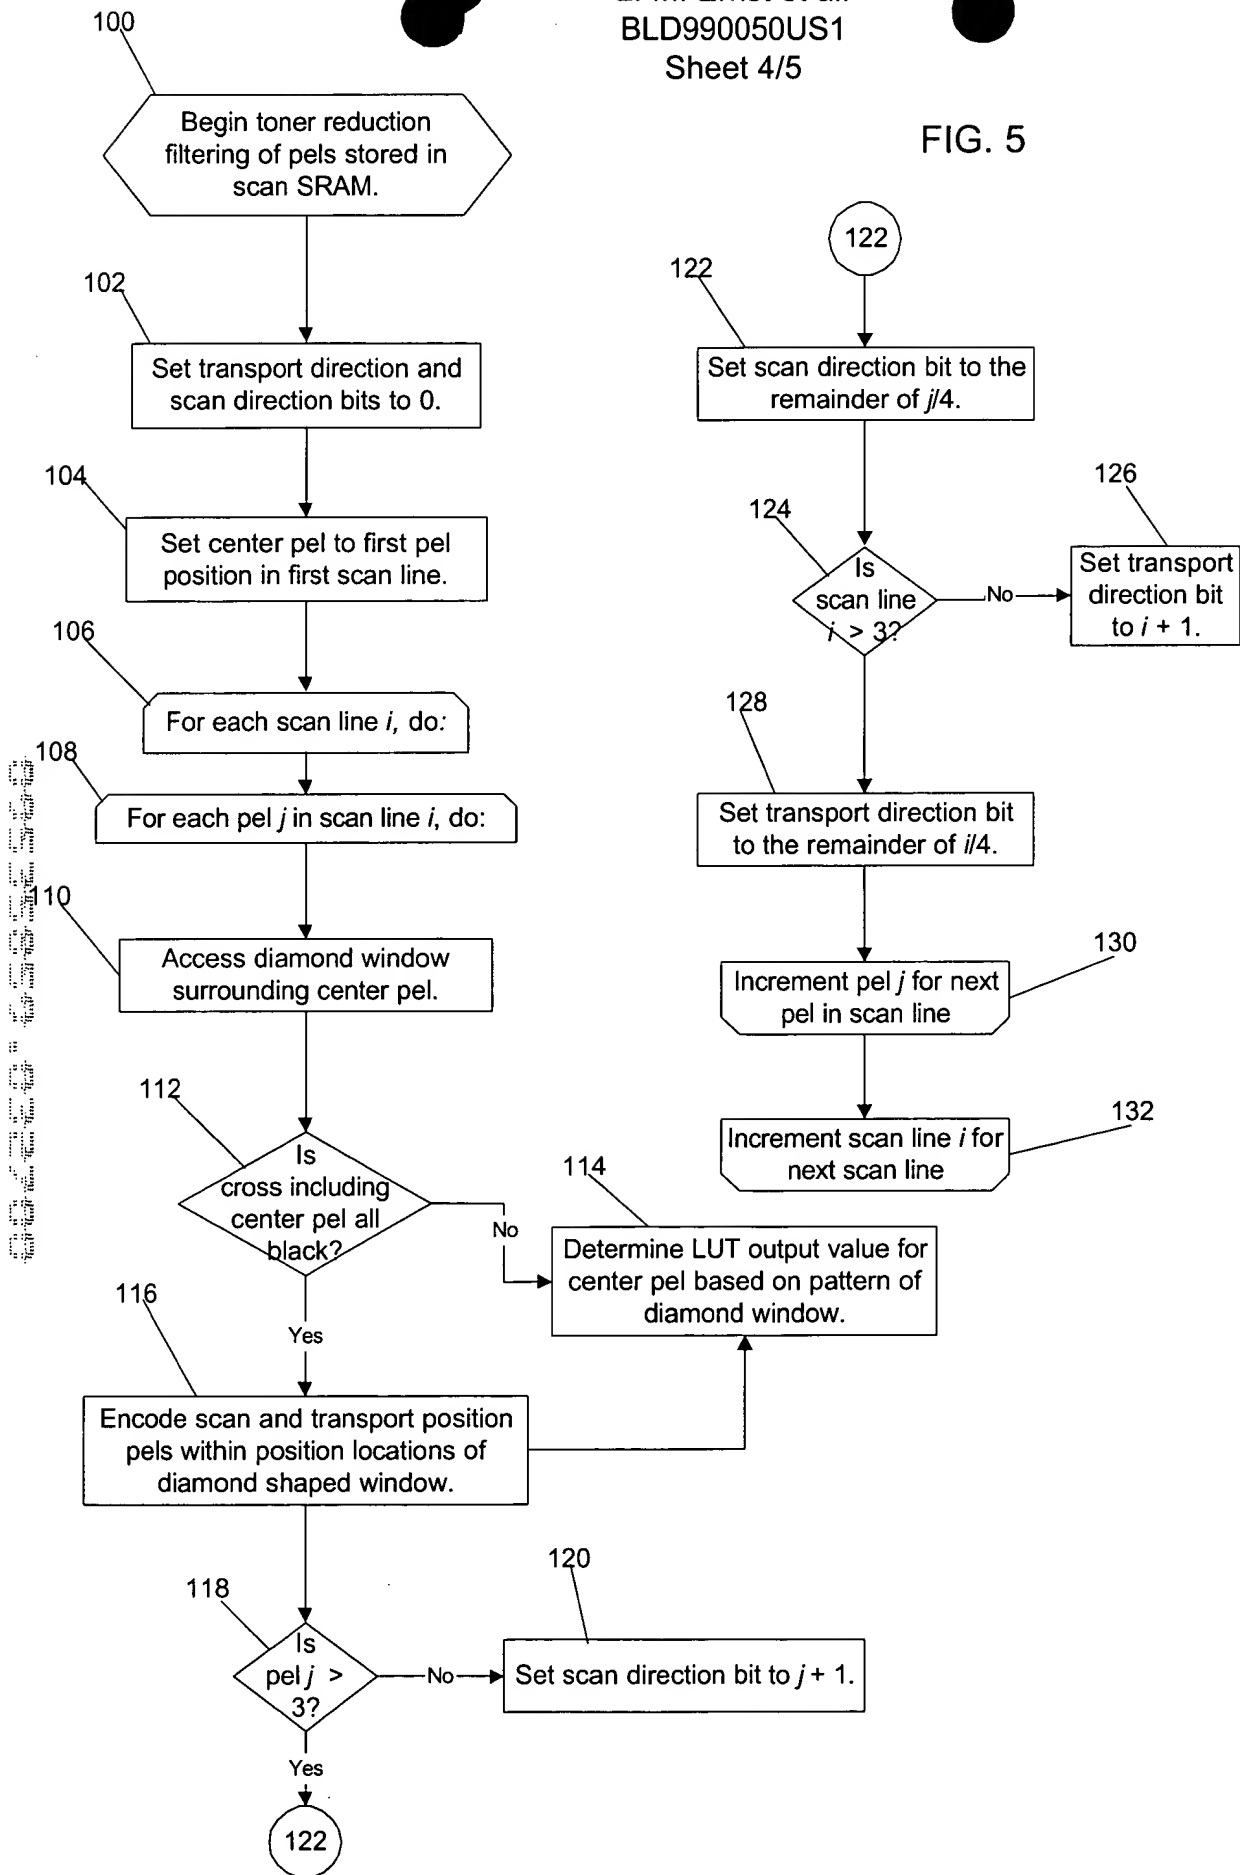 BLD990050US1
Sheet 4/5
FIG. 5
100
Begin toner reduction
filtering of pels stored in
scan SRAM.
102
Set transport direction and
scan direction bits to 0.
104
Set center pel to first pel
position in first scan line.
106
For each scan line i, do:
108
For each pel j in scan line i, do:
110
Access diamond window
surrounding center pel.
112
Is
cross including
center pel all
black?
No
Yes
114
Determine LUT output value for
center pel based on pattern of
diamond window.
116
Encode scan and transport position
pels within position locations of
diamond shaped window.
118
Is
pel j >
3?
No
Yes
120
Set scan direction bit to j + 1.
122
122
122
Set scan direction bit to the
remainder of j/4.
124
Is
scan line
i > 3?
No
126
Set transport
direction bit
to i + 1.
128
Set transport direction bit
to the remainder of i/4.
130
Increment pel j for next
pel in scan line
132
Increment scan line i for
next scan line